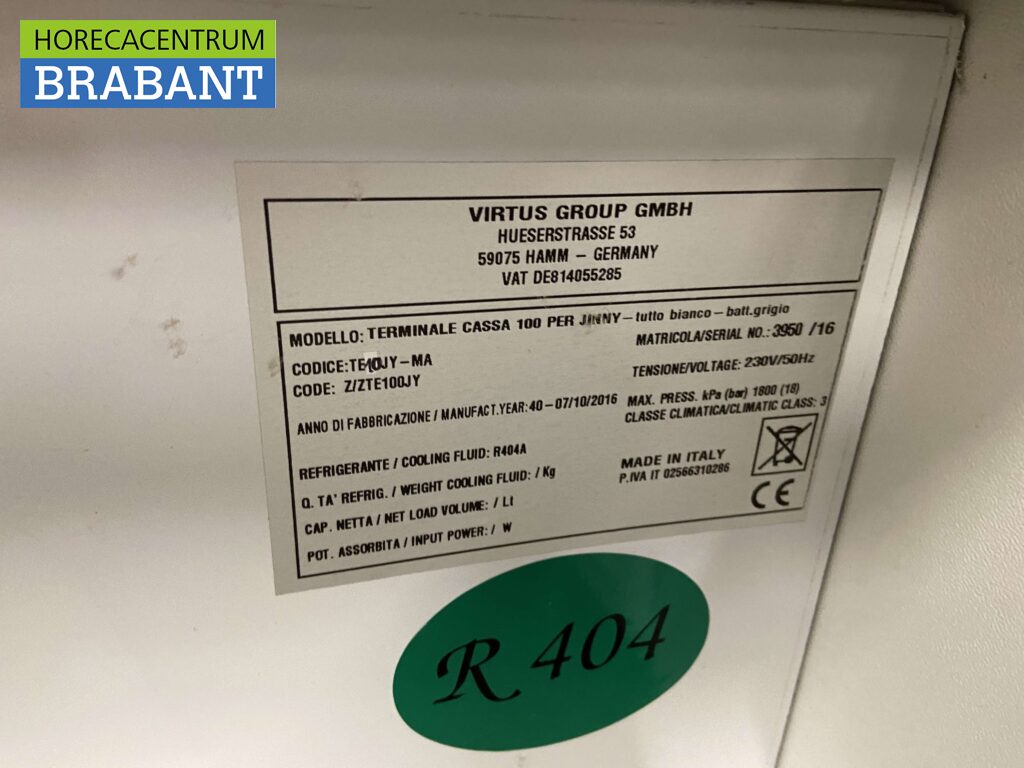 HORECACENTRUM
BRABANT
VIRTUS GROUP GMBH
HUESERSTRASSE 53
59075 HAMM – GERMANY
VAT DE814055285
MODELLO: TERMINALE CASSA 100 PER JINNY – tutto bianco – batt.grigio
MATRICOLA/SERIAL NO.: 3950 /16
CODICE:TE10JY–MA
CODE: Z/ZTE100JY
TENSIONE/VOLTAGE: 230V/50Hz
ANNO DI FABBRICAZIONE / MANUFACT.YEAR: 40–07/10/2016
MAX. PRESS. kPa (bar) 1800 (18)
CLASSE CLIMATICA/CLIMATIC CLASS: 3
REFRIGERANTE / COOLING FLUID: R404A
Q. TA' REFRIG. / WEIGHT COOLING FLUID: / Kg
CAP. NETTA / NET LOAD VOLUME: / Lt
POT. ASSORBITA / INPUT POWER: / W
MADE IN ITALY
P.IVA IT 02566310286
CE
R 404